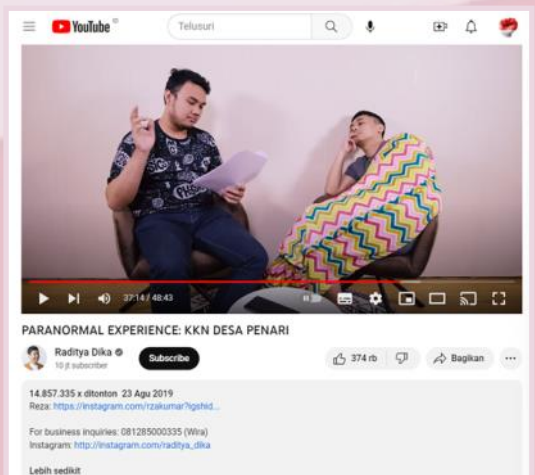 YouTube ID
Telusuri
37:14 / 48:43
PARANORMAL EXPERIENCE: KKN DESA PENARI
Raditya Dika
10 jt subscriber
Subscribe
374 rb
Bagikan
14.857.335 x ditonton 23 Agu 2019
Reza: https://instagram.com/rzakumar?igshid...
For business inquiries: 081285000335 (Wira)
Instagram: http://instagram.com/raditya_dika
Lebih sedikit